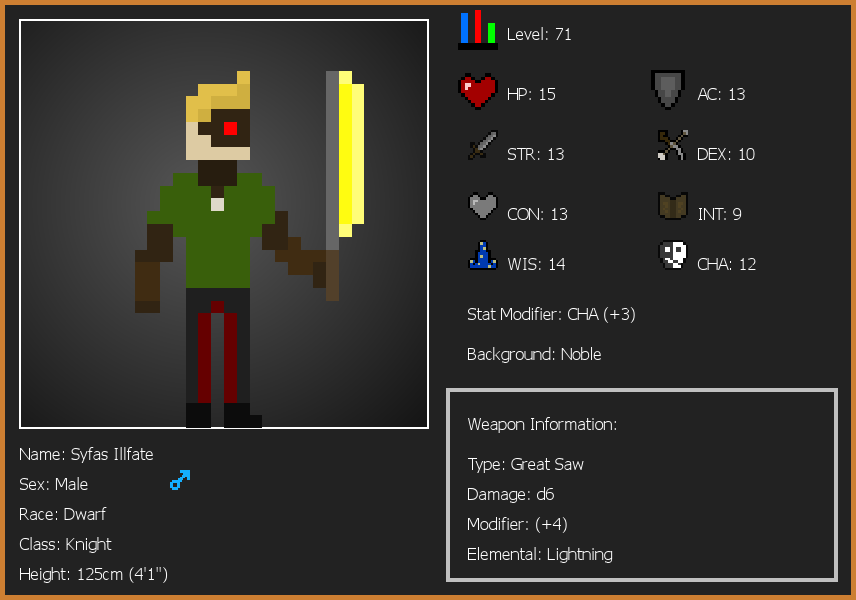 Level: 71
HP: 15
AC: 13
STR: 13
DEX: 10
CON: 13
INT: 9
WIS: 14
CHA: 12
Stat Modifier: CHA (+3)
Background: Noble
Weapon Information:
Type: Great Saw
Damage: d6
Modifier: (+4)
Elemental: Lightning
Name: Syfas Illfate
Sex: Male
Race: Dwarf
Class: Knight
Height: 125cm (4'1")